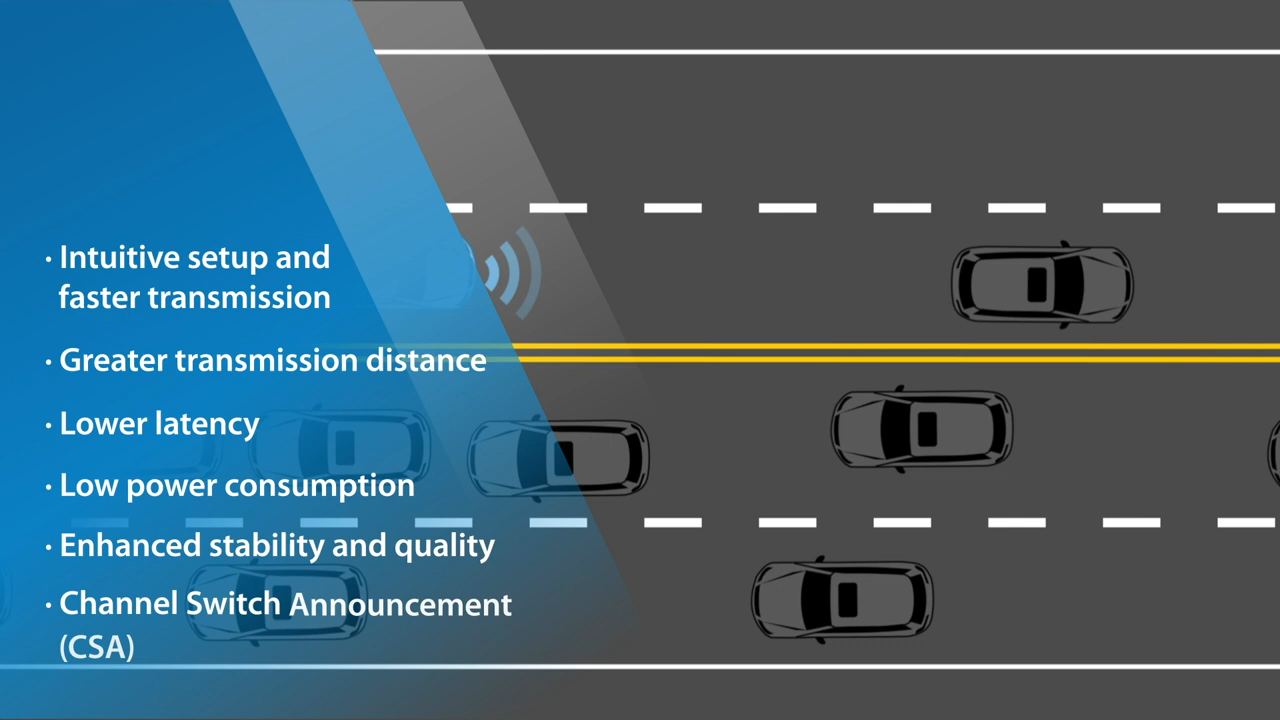 · Intuitive setup and
faster transmission
· Greater transmission distance
· Lower latency
· Low power consumption
· Enhanced stability and quality
· Channel Switch Announcement
(CSA)